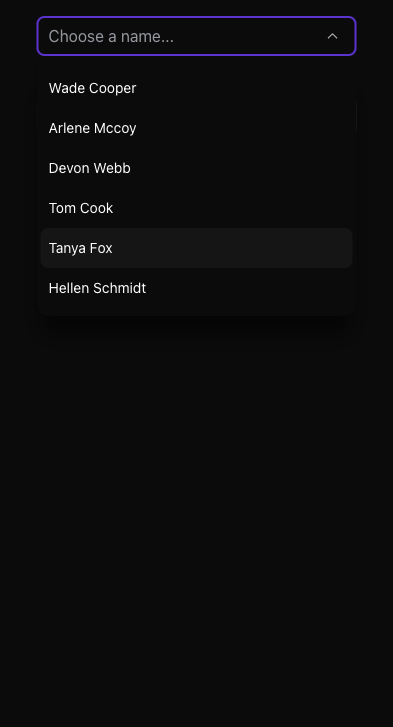 Choose a name...
Wade Cooper
Arlene Mccoy
Devon Webb
Tom Cook
Tanya Fox
Hellen Schmidt